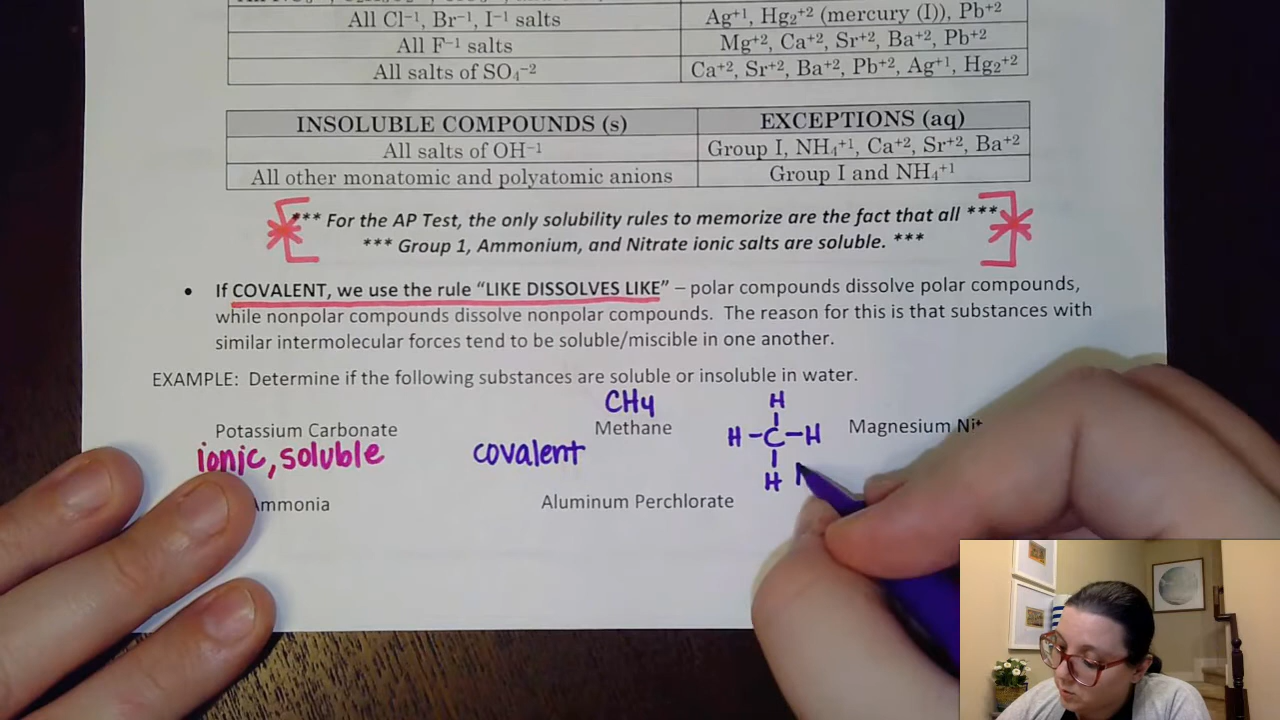 All Cl⁻¹, Br⁻¹, I⁻¹ salts Ag⁺¹, Hg₂⁺² (mercury (I)), Pb⁺²
All F⁻¹ salts Mg⁺², Ca⁺², Sr⁺², Ba⁺², Pb⁺²
All salts of SO₄⁻² Ca⁺², Sr⁺², Ba⁺², Pb⁺², Ag⁺¹, Hg₂⁺²
INSOLUBLE COMPOUNDS (s) EXCEPTIONS (aq)
All salts of OH⁻¹ Group I, NH₄⁺¹, Ca⁺², Sr⁺², Ba⁺²
All other monatomic and polyatomic anions Group I and NH₄⁺¹
*** For the AP Test, the only solubility rules to memorize are the fact that all ***
*** Group 1, Ammonium, and Nitrate ionic salts are soluble. ***
• If COVALENT, we use the rule “LIKE DISSOLVES LIKE” – polar compounds dissolve polar compounds,
while nonpolar compounds dissolve nonpolar compounds. The reason for this is that substances with
similar intermolecular forces tend to be soluble/miscible in one another.
EXAMPLE: Determine if the following substances are soluble or insoluble in water.
CH4 H
Potassium Carbonate Methane H-C-H Magnesium
ionic, soluble covalent
H
Ammonia Aluminum Perchlorate